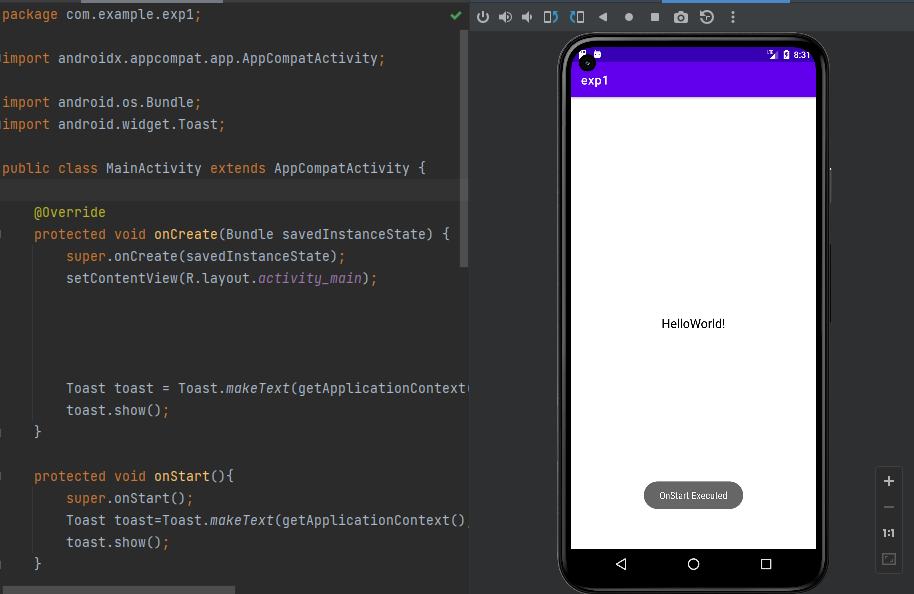 package com.example.exp1;
import androidx.appcompat.app.AppCompatActivity;
import android.os.Bundle;
import android.widget.Toast;
public class MainActivity extends AppCompatActivity {
@Override
protected void onCreate(Bundle savedInstanceState) {
super.onCreate(savedInstanceState);
setContentView(R.layout.activity_main);
Toast toast = Toast.makeText(getApplicationContext(
toast.show();
}
protected void onStart(){
super.onStart();
Toast toast=Toast.makeText(getApplicationContext()
toast.show();
}
8:31
exp1
HelloWorld!
OnStart Executed
1:1